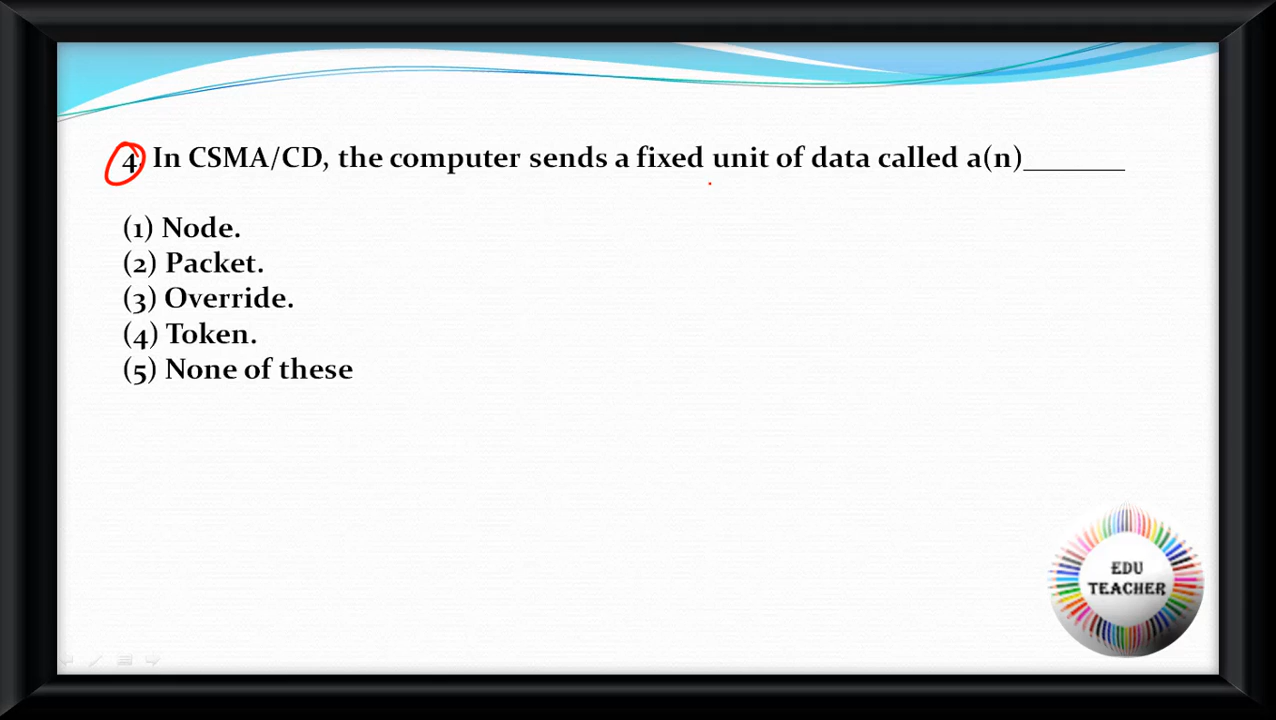 4. In CSMA/CD, the computer sends a fixed unit of data called a(n)_______
(1) Node.
(2) Packet.
(3) Override.
(4) Token.
(5) None of these
EDU
TEACHER